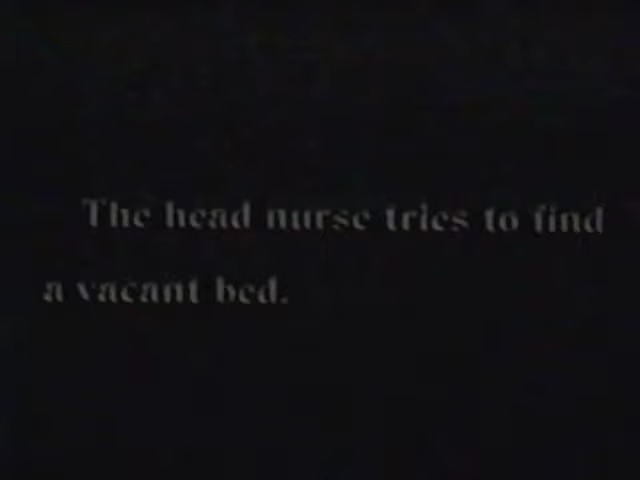 The head nurse tries to find
a vacant bed.